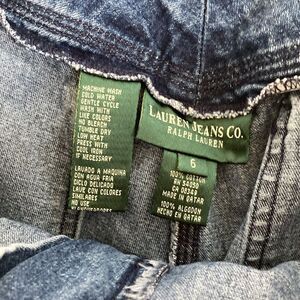 MACHINE WASH
COLD WATER
GENTLE CYCLE
WASH WITH
LIKE COLORS
NO BLEACH
TUMBLE DRY
LOW HEAT
PRESS WITH
COOL IRON
IF NECESSARY
LAVADO A MAQUINA
CON AGUA FRIA
CICLO DELICADO
LAVE CON COLORES
SIMILARES
NO USE
LAUREN JEANS CO.
RALPH LAUREN
6
100% COTTON
RN 54050
CA 08348
MADE IN QATAR
100% ALGODON
HECHO EN QATAR